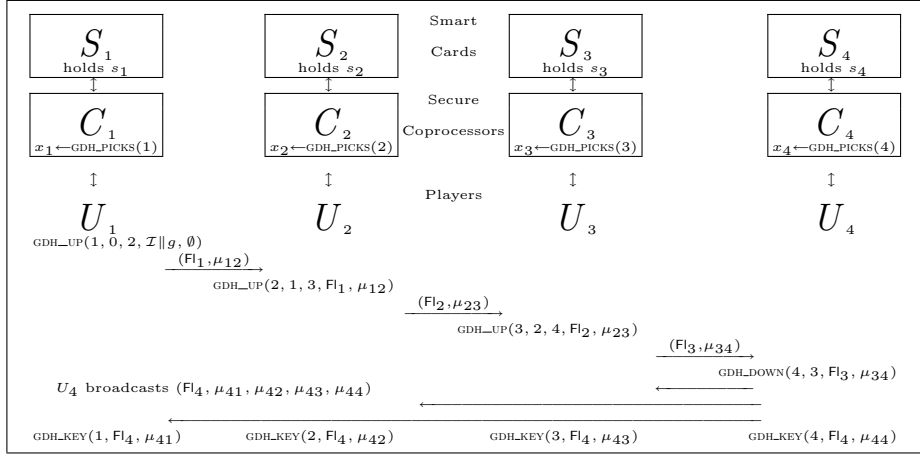 Smart
S₁ S₂ S₃ S₄
Cards
holds s₁ holds s₂ holds s₃ holds s₄
↕ ↕ ↕ ↕
Secure
C₁ C₂ C₃ C₄
Coprocessors
x₁←GDH_PICKS(1) x₂←GDH_PICKS(2) x₃←GDH_PICKS(3) x₄←GDH_PICKS(4)
↕ ↕ ↕ ↕
Players
U₁ U₂ U₃ U₄
GDH_UP(1, 0, 2, ℐ‖g, ∅)
(Fl₁,μ₁₂)
GDH_UP(2, 1, 3, Fl₁, μ₁₂)
(Fl₂,μ₂₃)
GDH_UP(3, 2, 4, Fl₂, μ₂₃)
(Fl₃,μ₃₄)
GDH_DOWN(4, 3, Fl₃, μ₃₄)
U₄ broadcasts (Fl₄, μ₄₁, μ₄₂, μ₄₃, μ₄₄)
GDH_KEY(1, Fl₄, μ₄₁) GDH_KEY(2, Fl₄, μ₄₂) GDH_KEY(3, Fl₄, μ₄₃) GDH_KEY(4, Fl₄, μ₄₄)